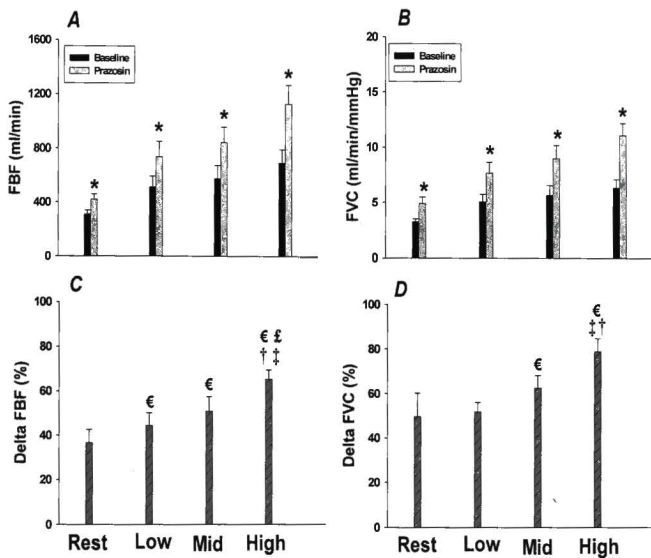 A
1600
Baseline
Prazosin
1200
800
400
0
FBF (ml/min)
*
*
*
*
B
20
Baseline
Prazosin
15
10
5
0
FVC (ml/min/mmHg)
*
*
*
*
C
100
80
60
40
20
0
Delta FBF (%)
€
€
€ £
† ‡
Rest Low Mid High
D
100
80
60
40
20
0
Delta FVC (%)
€
€
‡ †
Rest Low Mid High